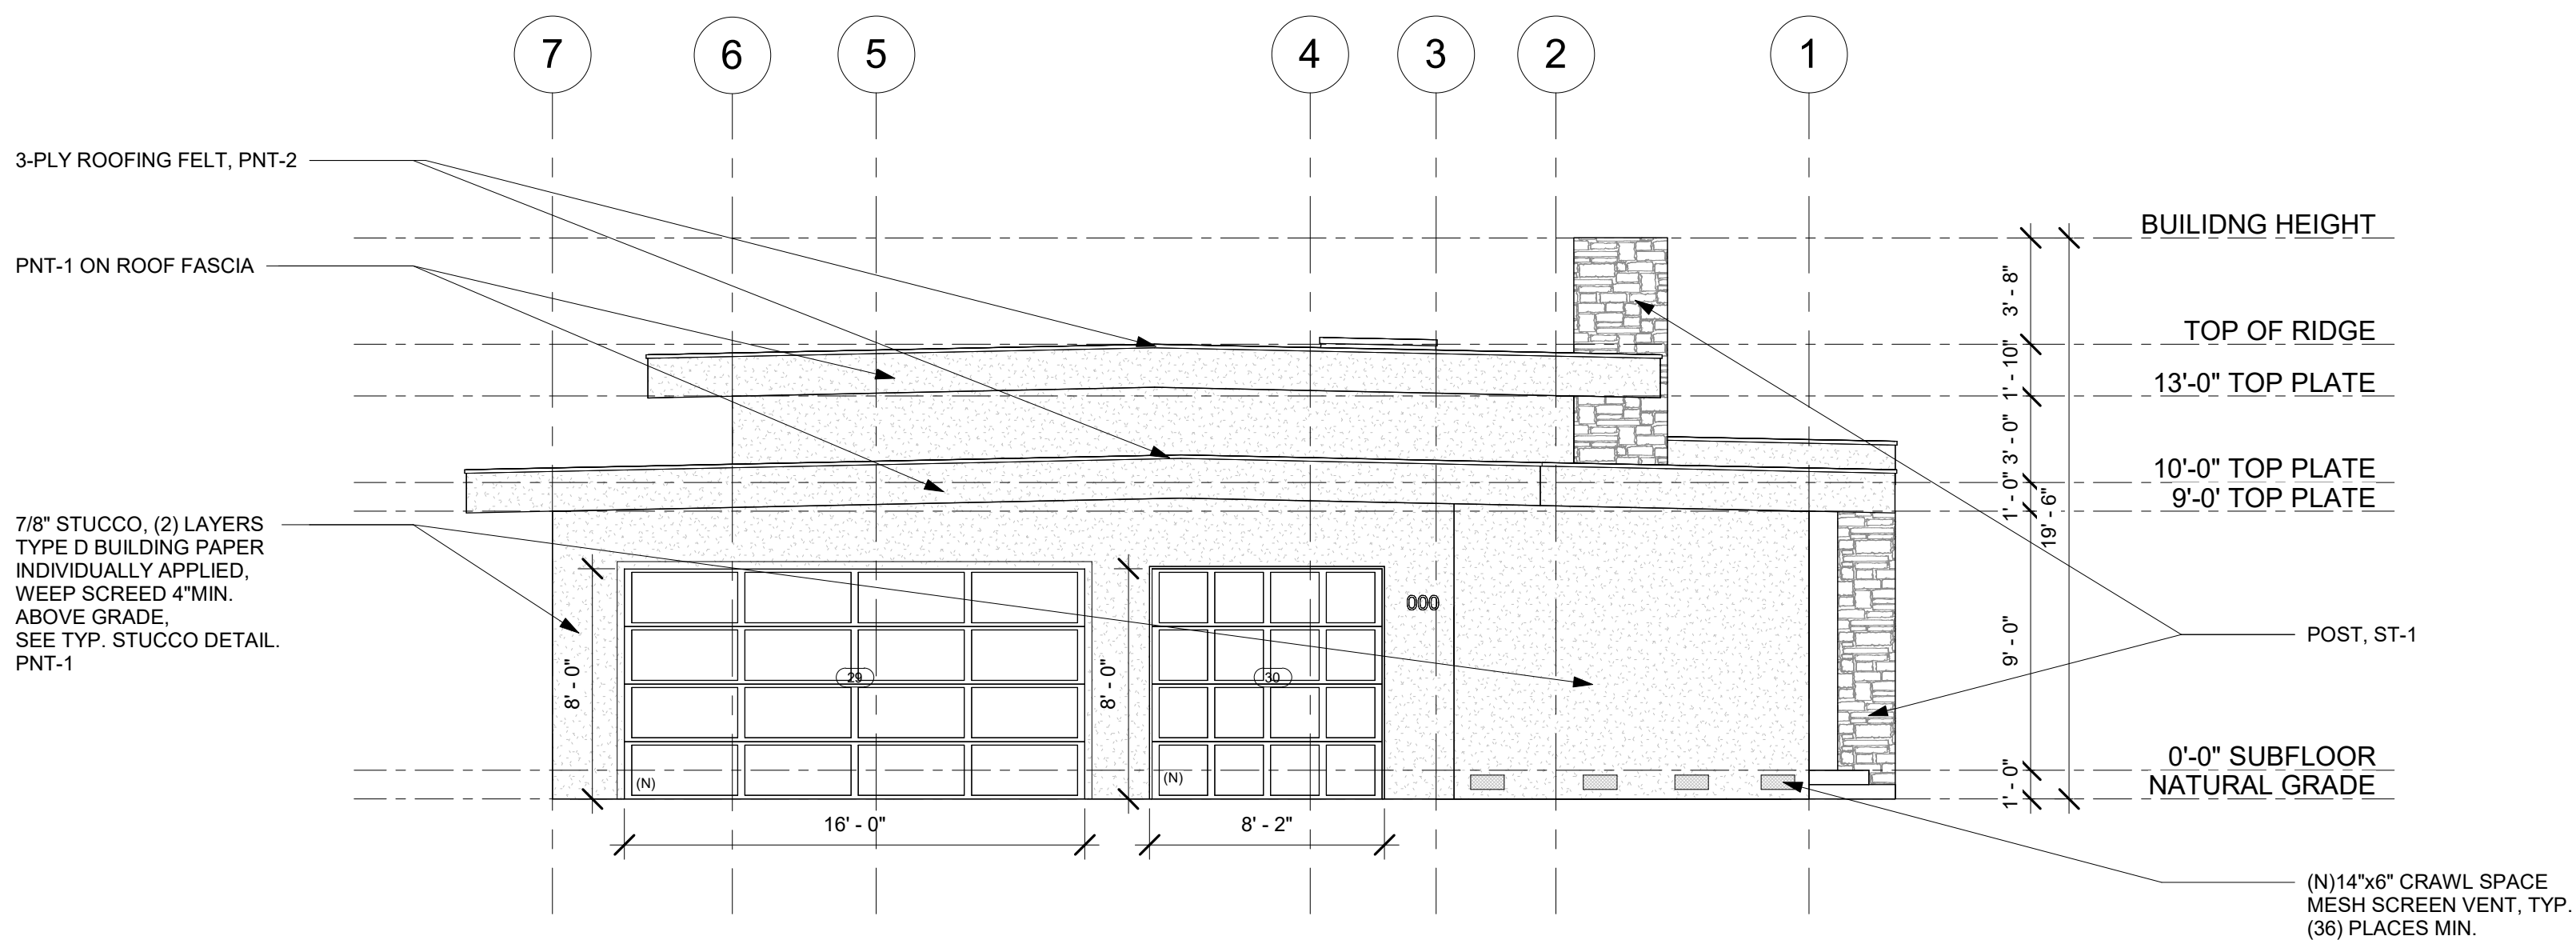 7 6 5 4 3 2 1
3-PLY ROOFING FELT, PNT-2
PNT-1 ON ROOF FASCIA
7/8" STUCCO, (2) LAYERS
TYPE D BUILDING PAPER
INDIVIDUALLY APPLIED,
WEEP SCREED 4"MIN.
ABOVE GRADE,
SEE TYP. STUCCO DETAIL.
PNT-1
8' - 0"
29
(N)
16' - 0"
8' - 0"
30
(N)
8' - 2"
000
3' - 8"
1' - 10"
3' - 0"
1' - 0"
9' - 0"
1' - 0"
19' - 6"
BUILIDNG HEIGHT
TOP OF RIDGE
13'-0" TOP PLATE
10'-0" TOP PLATE
9'-0' TOP PLATE
POST, ST-1
0'-0" SUBFLOOR
NATURAL GRADE
(N)14"x6" CRAWL SPACE
MESH SCREEN VENT, TYP.
(36) PLACES MIN.